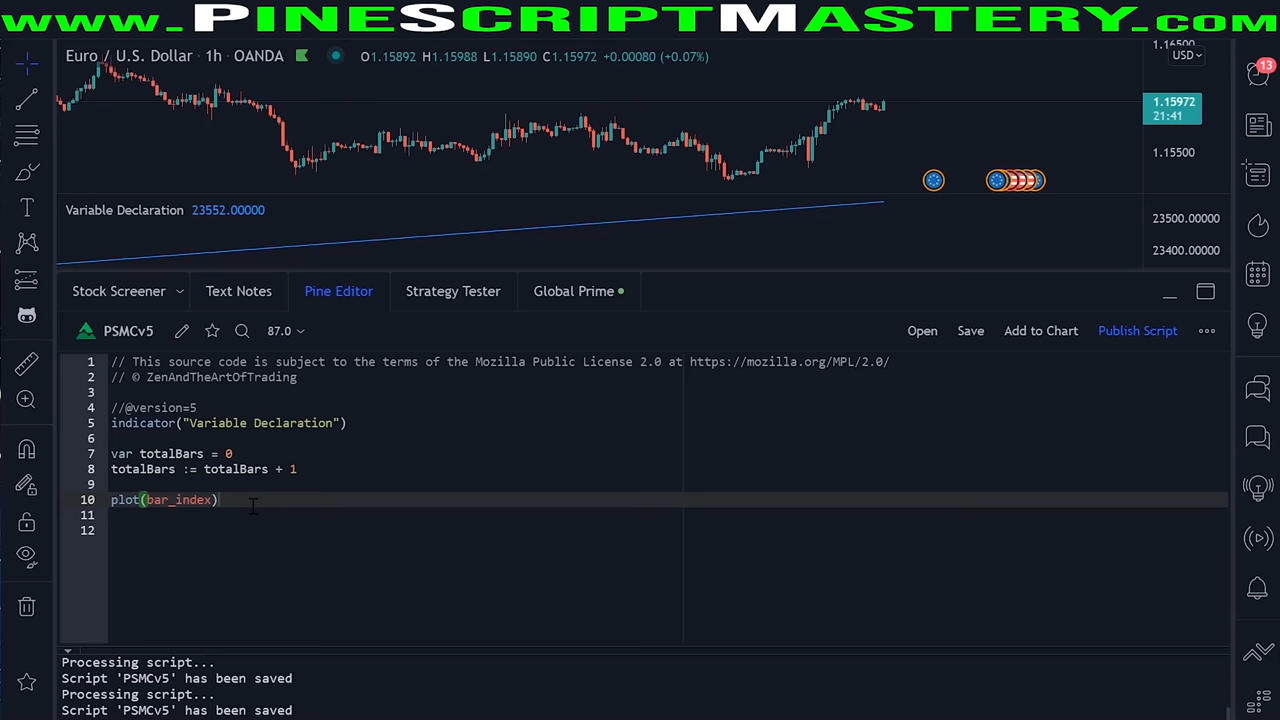 www.PineScriptMastery.com
Euro / U.S. Dollar · 1h · OANDA
O1.15892 H1.15988 L1.15890 C1.15972 +0.00080 (+0.07%)
1.16500
USD
13
1.15972
21:41
1.15500
Variable Declaration 23552.00000
23500.00000
23400.00000
Stock Screener
Text Notes
Pine Editor
Strategy Tester
Global Prime
PSMCv5
87.0
Open
Save
Add to Chart
Publish Script
1 // This source code is subject to the terms of the Mozilla Public License 2.0 at https://mozilla.org/MPL/2.0/
2 // © ZenAndTheArtOfTrading
3
4 //@version=5
5 indicator("Variable Declaration")
6
7 var totalBars = 0
8 totalBars := totalBars + 1
9
10 plot(bar_index)
11
12
Processing script...
Script 'PSMCv5' has been saved
Processing script...
Script 'PSMCv5' has been saved